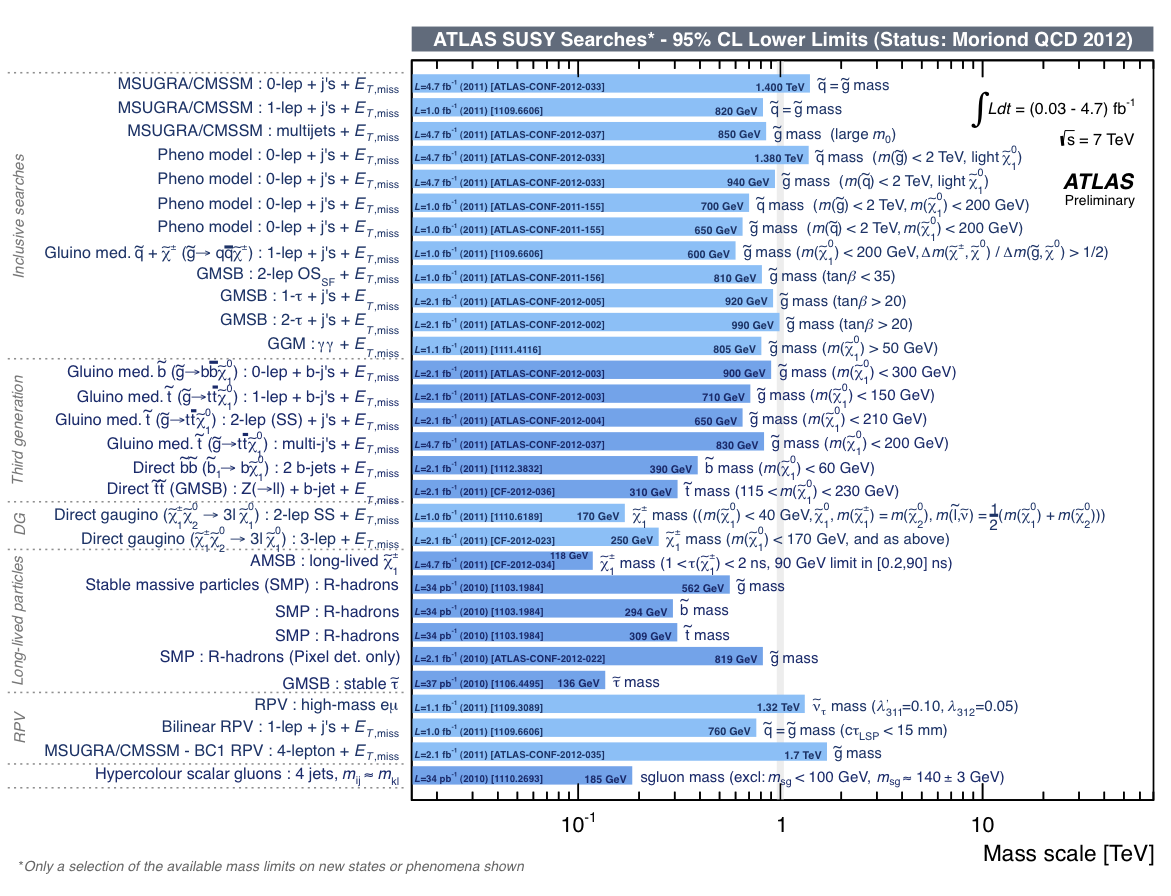 ATLAS SUSY Searches* - 95% CL Lower Limits (Status: Moriond QCD 2012)
Inclusive searches
MSUGRA/CMSSM : 0-lep + j's + E_T,miss L=4.7 fb⁻¹ (2011) [ATLAS-CONF-2012-033] 1.400 TeV q̃ = g̃ mass
MSUGRA/CMSSM : 1-lep + j's + E_T,miss L=1.0 fb⁻¹ (2011) [1109.6606] 820 GeV q̃ = g̃ mass
MSUGRA/CMSSM : multijets + E_T,miss L=4.7 fb⁻¹ (2011) [ATLAS-CONF-2012-037] 850 GeV g̃ mass (large m₀)
Pheno model : 0-lep + j's + E_T,miss L=4.7 fb⁻¹ (2011) [ATLAS-CONF-2012-033] 1.380 TeV q̃ mass (m(g̃) < 2 TeV, light χ̃₁⁰)
Pheno model : 0-lep + j's + E_T,miss L=4.7 fb⁻¹ (2011) [ATLAS-CONF-2012-033] 940 GeV g̃ mass (m(q̃) < 2 TeV, light χ̃₁⁰)
Pheno model : 0-lep + j's + E_T,miss L=1.0 fb⁻¹ (2011) [ATLAS-CONF-2011-155] 700 GeV q̃ mass (m(g̃) < 2 TeV, m(χ̃₁⁰) < 200 GeV)
Pheno model : 0-lep + j's + E_T,miss L=1.0 fb⁻¹ (2011) [ATLAS-CONF-2011-155] 650 GeV g̃ mass (m(q̃) < 2 TeV, m(χ̃₁⁰) < 200 GeV)
Gluino med. q̃ + χ̃± (g̃→ qq̄χ̃±) : 1-lep + j's + E_T,miss L=1.0 fb⁻¹ (2011) [1109.6606] 600 GeV g̃ mass (m(χ̃₁⁰) < 200 GeV, Δm(χ̃±, χ̃⁰) / Δm(g̃, χ̃⁰) > 1/2)
GMSB : 2-lep OS_SF + E_T,miss L=1.0 fb⁻¹ (2011) [ATLAS-CONF-2011-156] 810 GeV g̃ mass (tanβ < 35)
GMSB : 1-τ + j's + E_T,miss L=2.1 fb⁻¹ (2011) [ATLAS-CONF-2012-005] 920 GeV g̃ mass (tanβ > 20)
GMSB : 2-τ + j's + E_T,miss L=2.1 fb⁻¹ (2011) [ATLAS-CONF-2012-002] 990 GeV g̃ mass (tanβ > 20)
GGM : γγ + E_T,miss L=1.1 fb⁻¹ (2011) [1111.4116] 805 GeV g̃ mass (m(χ̃₁⁰) > 50 GeV)
Third generation
Gluino med. b̃ (g̃→bb̄χ̃₁⁰) : 0-lep + b-j's + E_T,miss L=2.1 fb⁻¹ (2011) [ATLAS-CONF-2012-003] 900 GeV g̃ mass (m(χ̃₁⁰) < 300 GeV)
Gluino med. t̃ (g̃→tt̄χ̃₁⁰) : 1-lep + b-j's + E_T,miss L=2.1 fb⁻¹ (2011) [ATLAS-CONF-2012-003] 710 GeV g̃ mass (m(χ̃₁⁰) < 150 GeV)
Gluino med. t̃ (g̃→tt̄χ̃₁⁰) : 2-lep (SS) + j's + E_T,miss L=2.1 fb⁻¹ (2011) [ATLAS-CONF-2012-004] 650 GeV g̃ mass (m(χ̃₁⁰) < 210 GeV)
Gluino med. t̃ (g̃→tt̄χ̃₁⁰) : multi-j's + E_T,miss L=4.7 fb⁻¹ (2011) [ATLAS-CONF-2012-037] 830 GeV g̃ mass (m(χ̃₁⁰) < 200 GeV)
Direct b̃b̃ (b̃₁→ bχ̃₁⁰) : 2 b-jets + E_T,miss L=2.1 fb⁻¹ (2011) [1112.3832] 390 GeV b̃ mass (m(χ̃₁⁰) < 60 GeV)
Direct t̃t̃ (GMSB) : Z(→ll) + b-jet + E_T,miss L=2.1 fb⁻¹ (2011) [CF-2012-036] 310 GeV t̃ mass (115 < m(χ̃₁⁰) < 230 GeV)
DG
Direct gaugino (χ̃₁±χ̃₂⁰ → 3l χ̃₁⁰) : 2-lep SS + E_T,miss L=1.0 fb⁻¹ (2011) [1110.6189] 170 GeV χ̃₁± mass ((m(χ̃₁⁰) < 40 GeV, χ̃₁⁰, m(χ̃₁±) = m(χ̃₂⁰), m(l̃,ν̃) = ½(m(χ̃₁⁰) + m(χ̃₂⁰)))
Direct gaugino (χ̃₁±χ̃₂⁰ → 3l χ̃₁⁰) : 3-lep + E_T,miss L=2.1 fb⁻¹ (2011) [CF-2012-023] 250 GeV χ̃₁± mass (m(χ̃₁⁰) < 170 GeV, and as above)
Long-lived particles
AMSB : long-lived χ̃₁± L=4.7 fb⁻¹ (2011) [CF-2012-034] 118 GeV χ̃₁± mass (1 < τ(χ̃₁±) < 2 ns, 90 GeV limit in [0.2,90] ns)
Stable massive particles (SMP) : R-hadrons L=34 pb⁻¹ (2010) [1103.1984] 562 GeV g̃ mass
SMP : R-hadrons L=34 pb⁻¹ (2010) [1103.1984] 294 GeV b̃ mass
SMP : R-hadrons L=34 pb⁻¹ (2010) [1103.1984] 309 GeV t̃ mass
SMP : R-hadrons (Pixel det. only) L=2.1 fb⁻¹ (2010) [ATLAS-CONF-2012-022] 819 GeV g̃ mass
GMSB : stable τ̃ L=37 pb⁻¹ (2010) [1106.4495] 136 GeV τ̃ mass
RPV
RPV : high-mass eμ L=1.1 fb⁻¹ (2011) [1109.3089] 1.32 TeV ν̃_τ mass (λ'₃₁₁=0.10, λ₃₁₂=0.05)
Bilinear RPV : 1-lep + j's + E_T,miss L=1.0 fb⁻¹ (2011) [1109.6606] 760 GeV q̃ = g̃ mass (cτ_LSP < 15 mm)
MSUGRA/CMSSM - BC1 RPV : 4-lepton + E_T,miss L=2.1 fb⁻¹ (2011) [ATLAS-CONF-2012-035] 1.7 TeV g̃ mass
Hypercolour scalar gluons : 4 jets, m_ij ≈ m_kl L=34 pb⁻¹ (2010) [1110.2693] 185 GeV sgluon mass (excl: m_sg < 100 GeV, m_sg ≈ 140 ± 3 GeV)
∫Ldt = (0.03 - 4.7) fb⁻¹
√s = 7 TeV
ATLAS
Preliminary
10⁻¹ 1 10
Mass scale [TeV]
*Only a selection of the available mass limits on new states or phenomena shown